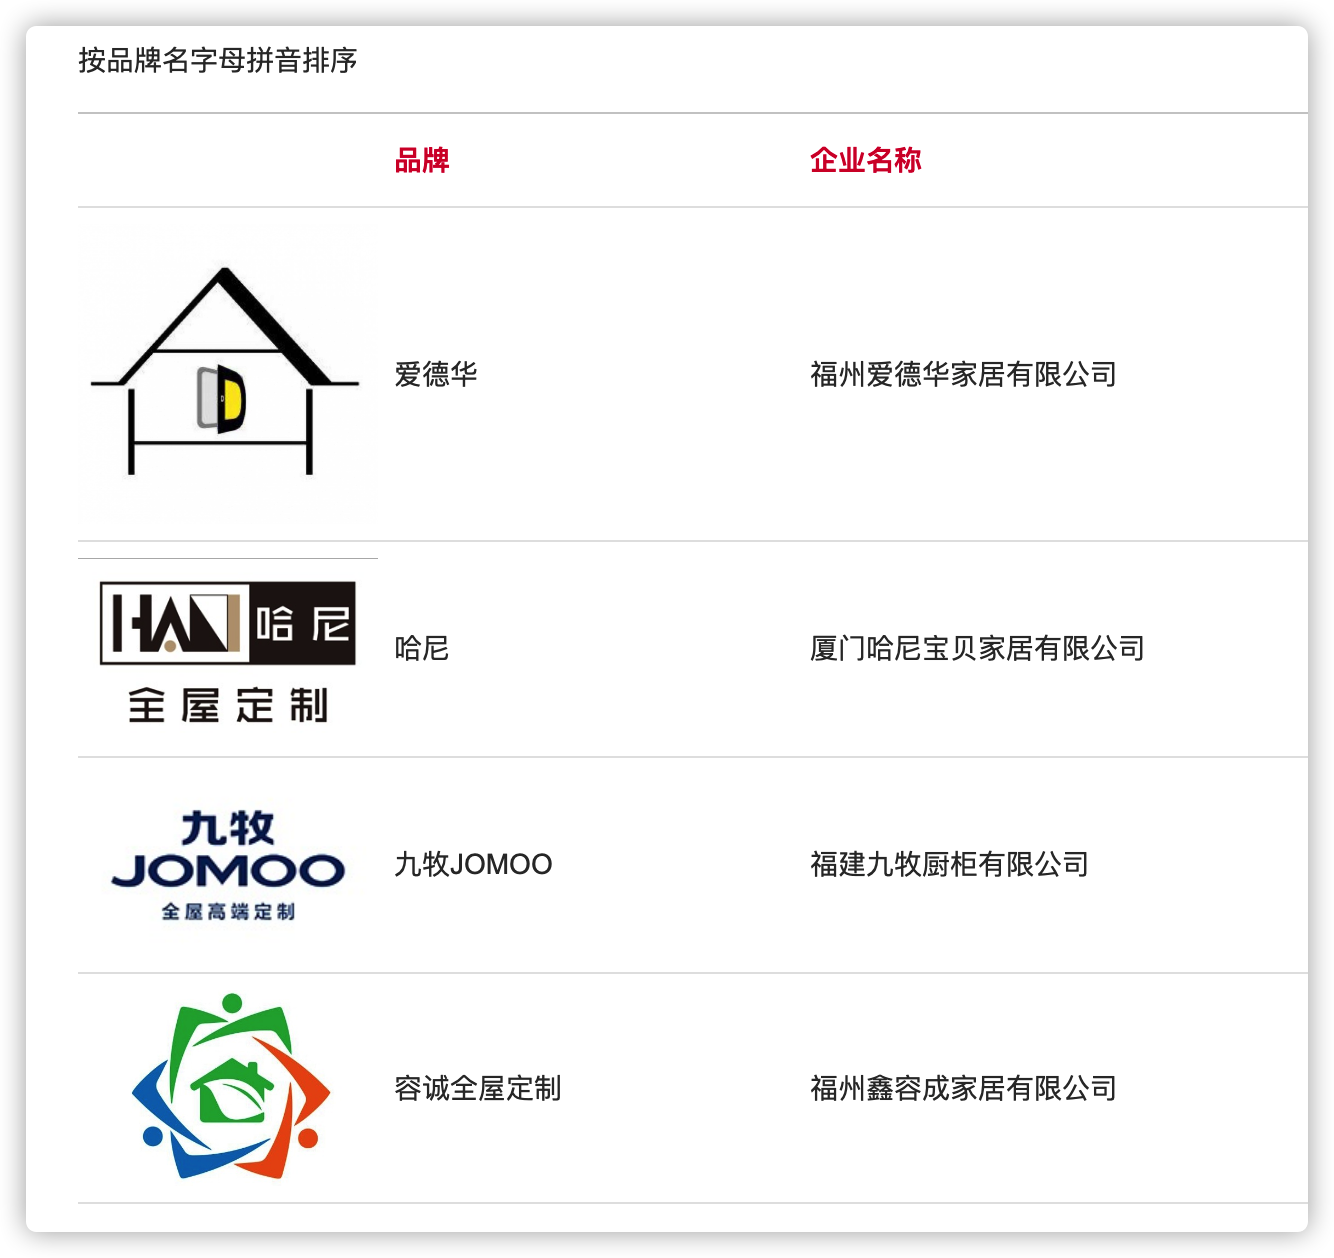 按品牌名字母拼音排序
品牌 企业名称
爱德华 福州爱德华家居有限公司
HANI 哈尼
全屋定制
哈尼 厦门哈尼宝贝家居有限公司
九牧
JOMOO
全屋高端定制
九牧JOMOO 福建九牧厨柜有限公司
容诚全屋定制 福州鑫容成家居有限公司